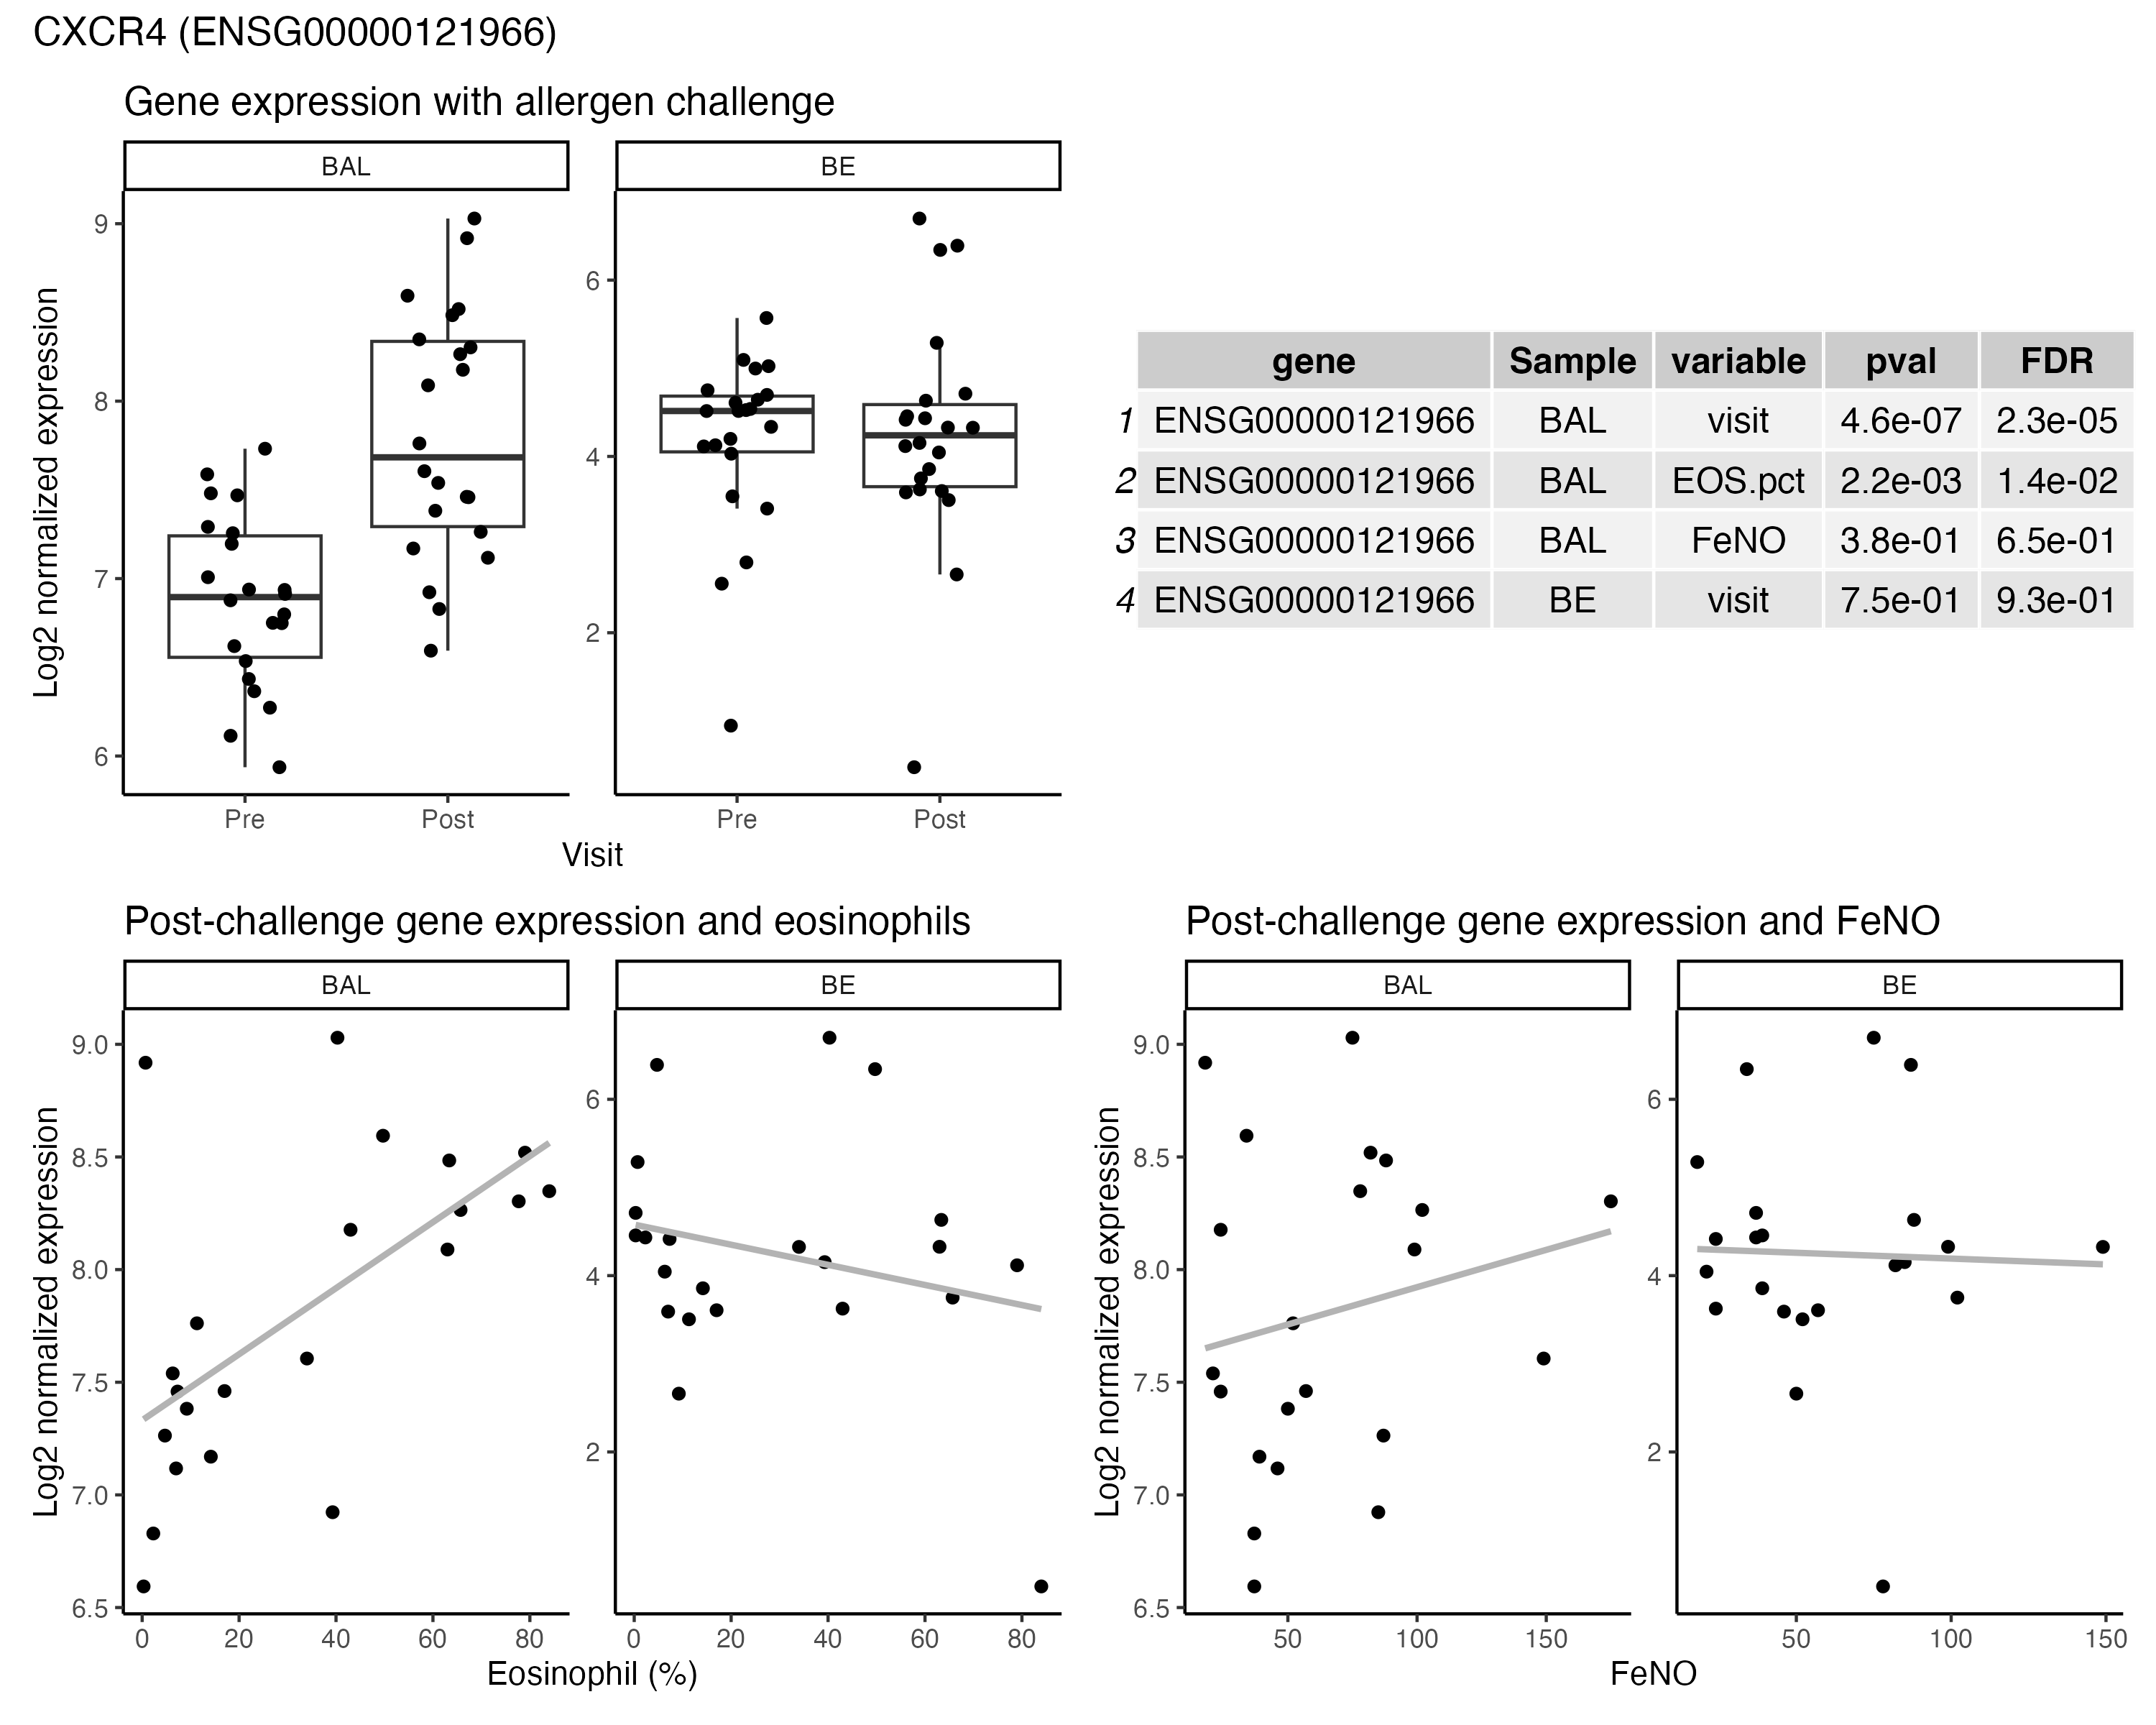 CXCR4 (ENSG00000121966)
Gene expression with allergen challenge
BAL BE
Log2 normalized expression
9
8
7
6
6
4
2
Pre Post Pre Post
Visit
gene Sample variable pval FDR
1 ENSG00000121966 BAL visit 4.6e-07 2.3e-05
2 ENSG00000121966 BAL EOS.pct 2.2e-03 1.4e-02
3 ENSG00000121966 BAL FeNO 3.8e-01 6.5e-01
4 ENSG00000121966 BE visit 7.5e-01 9.3e-01
Post-challenge gene expression and eosinophils
BAL BE
Log2 normalized expression
9.0
8.5
8.0
7.5
7.0
6.5
6
4
2
0 20 40 60 80 0 20 40 60 80
Eosinophil (%)
Post-challenge gene expression and FeNO
BAL BE
Log2 normalized expression
9.0
8.5
8.0
7.5
7.0
6.5
6
4
2
50 100 150 50 100 150
FeNO